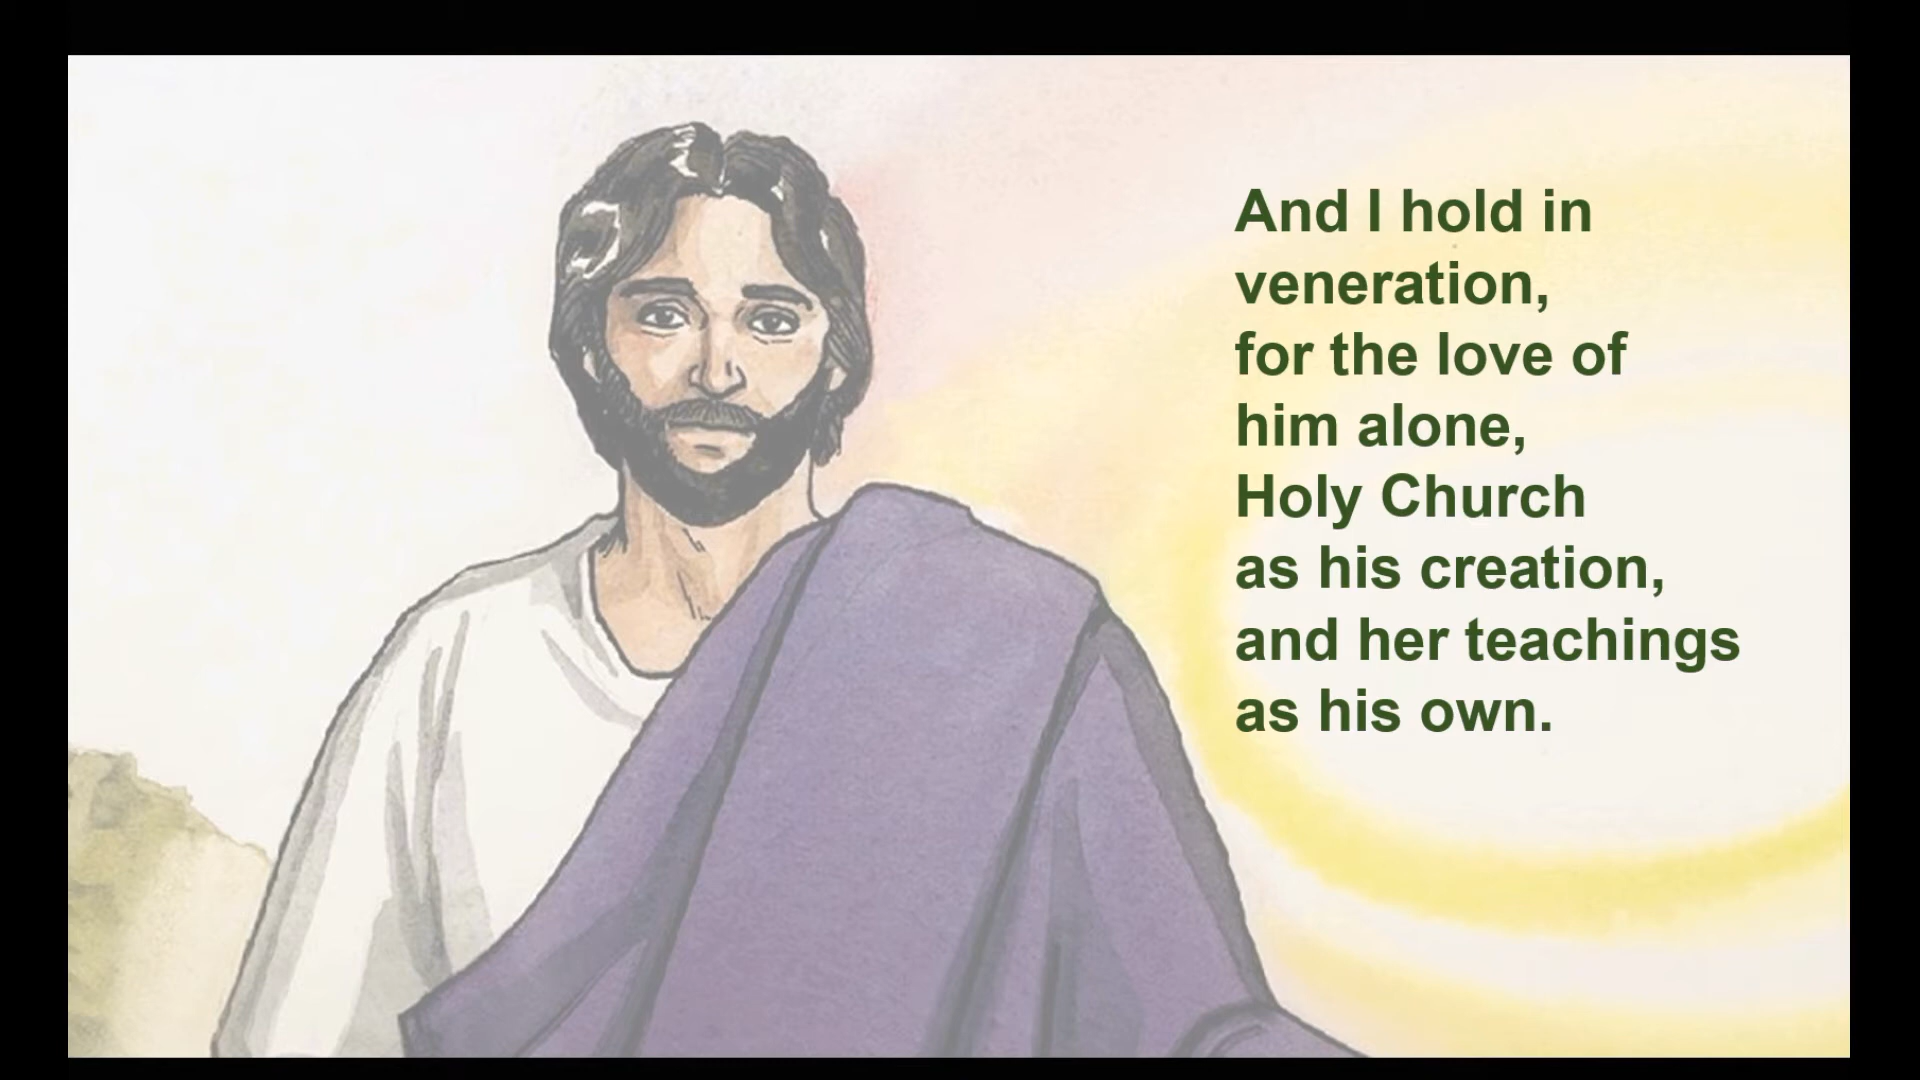 And I hold in
veneration,
for the love of
him alone,
Holy Church
as his creation,
and her teachings
as his own.